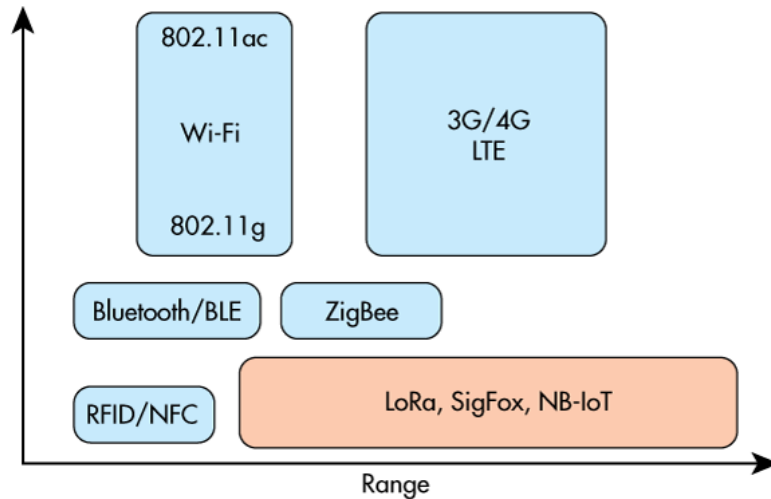 802.11ac
Wi-Fi
802.11g
3G/4G
LTE
Bluetooth/BLE
ZigBee
RFID/NFC
LoRa, SigFox, NB-IoT
Range